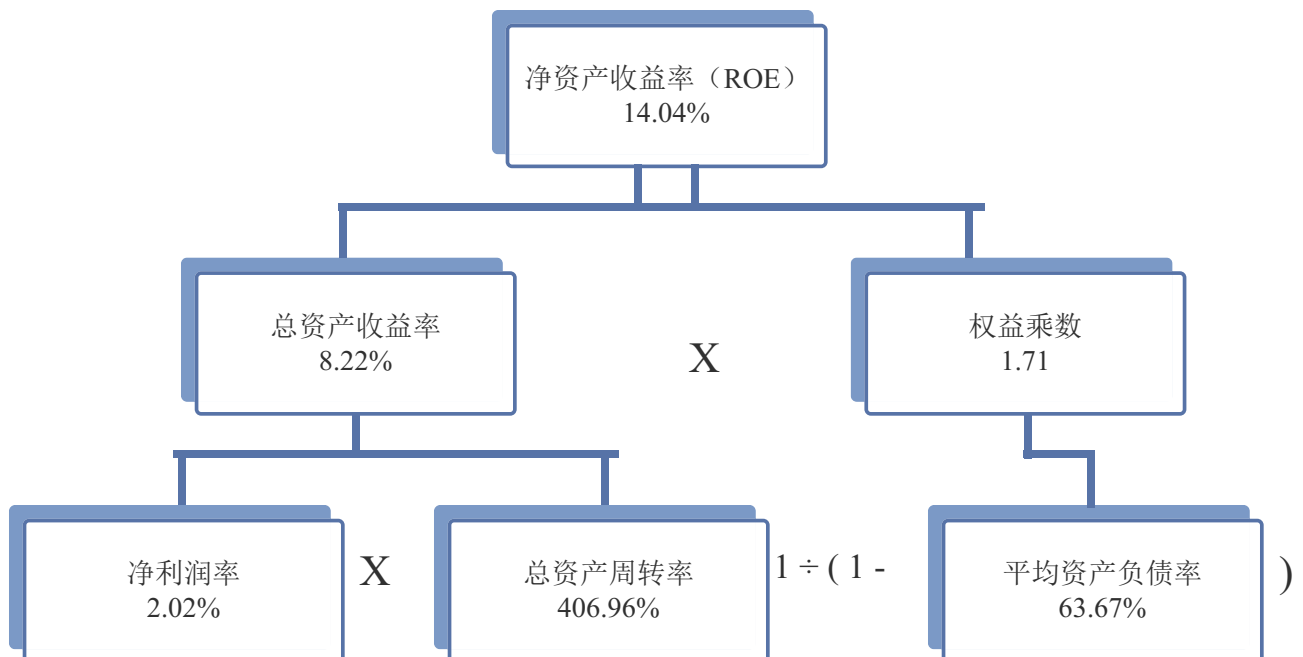 净资产收益率（ROE）
14.04%
总资产收益率
8.22%
X
权益乘数
1.71
净利润率
2.02%
X
总资产周转率
406.96%
1 ÷ ( 1 -
平均资产负债率
63.67%
)